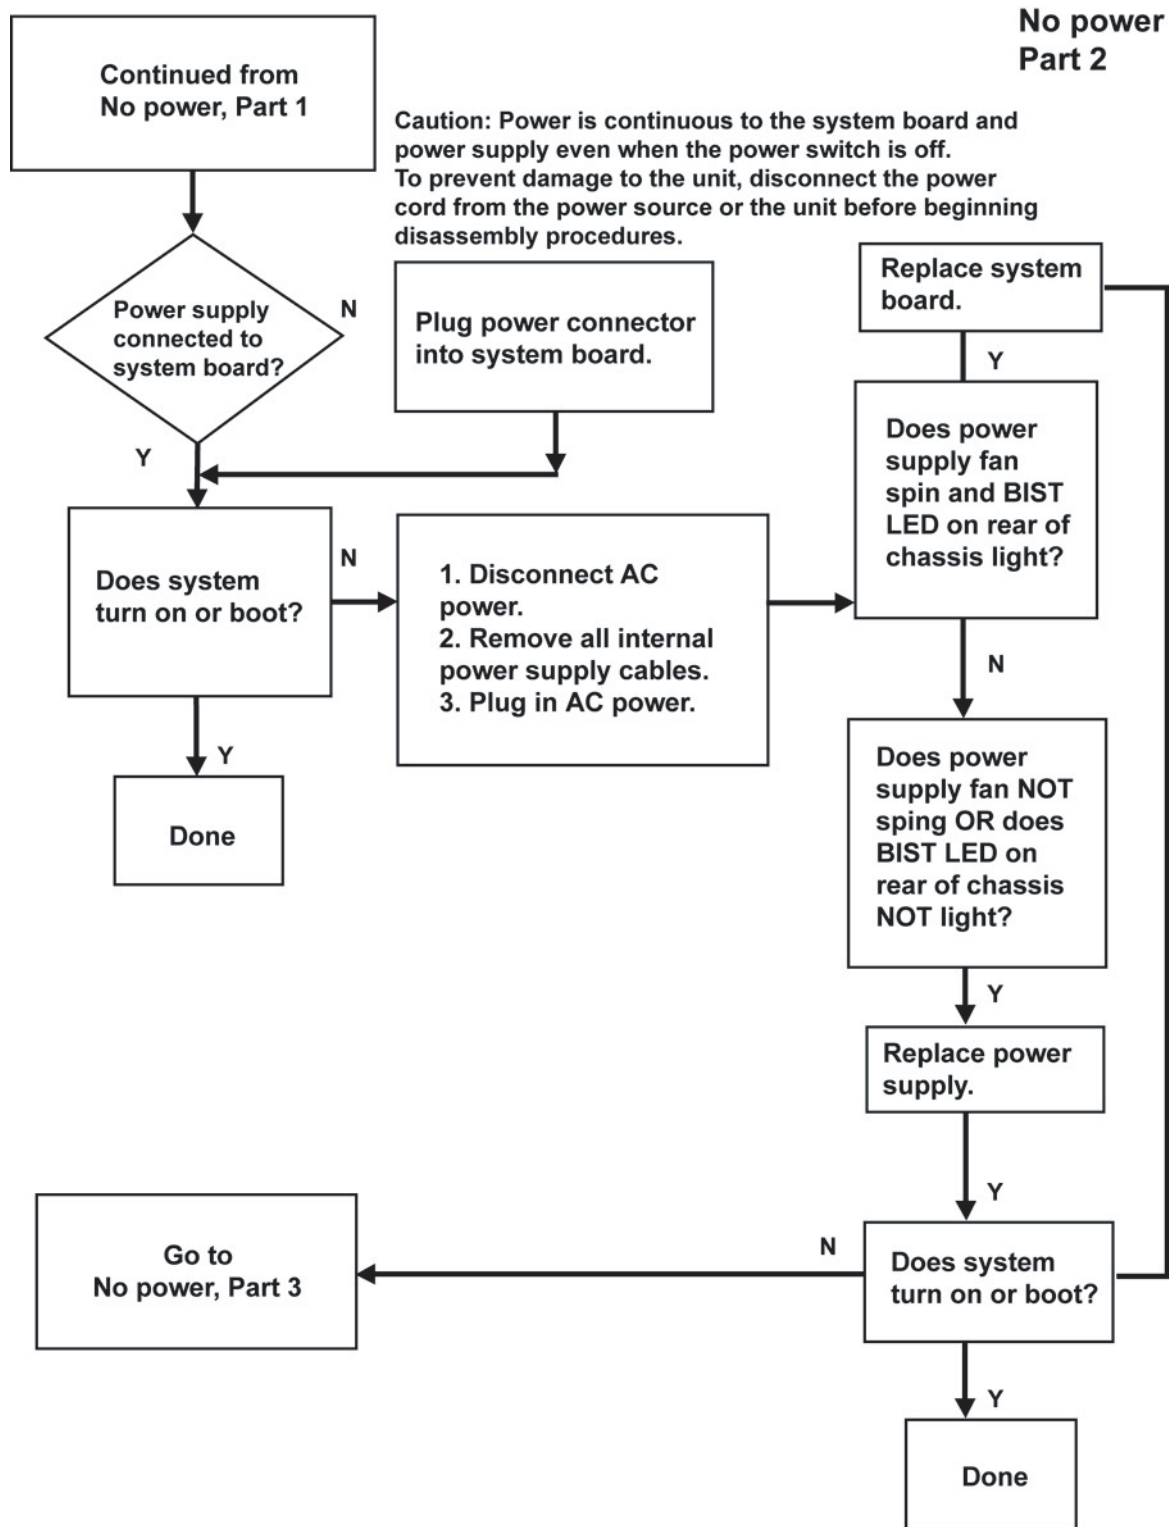 No power
Part 2
Continued from
No power, Part 1
Caution: Power is continuous to the system board and
power supply even when the power switch is off.
To prevent damage to the unit, disconnect the power
cord from the power source or the unit before beginning
disassembly procedures.
Power supply
connected to
system board?
N
Y
Plug power connector
into system board.
Does system
turn on or boot?
N
Y
Done
1. Disconnect AC
power.
2. Remove all internal
power supply cables.
3. Plug in AC power.
Replace system
board.
Y
Does power
supply fan
spin and BIST
LED on rear of
chassis light?
N
Does power
supply fan NOT
sping OR does
BIST LED on
rear of chassis
NOT light?
Y
Replace power
supply.
Y
Does system
turn on or boot?
N
Go to
No power, Part 3
Y
Done